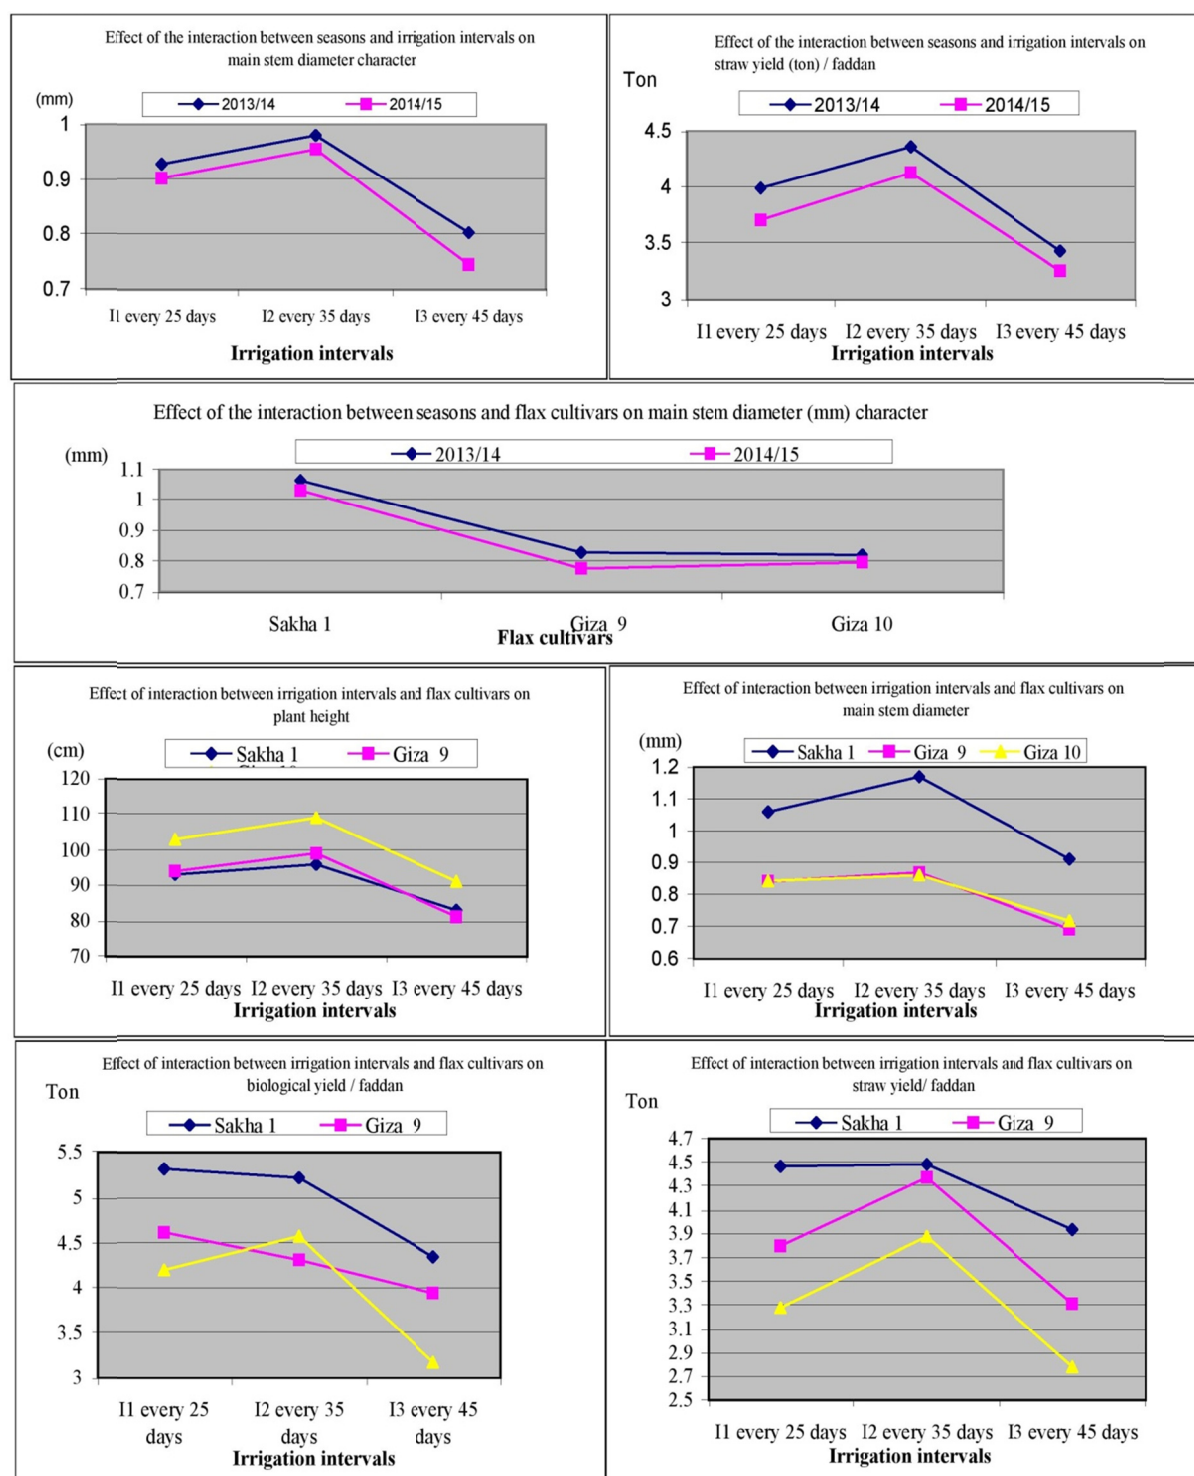 Effect of the interaction between seasons and irrigation intervals on
main stem diameter character
(mm)
2013/14 2014/15
1
0.9
0.8
0.7
I1 every 25 days I2 every 35 days I3 every 45 days
Irrigation intervals
Effect of the interaction between seasons and irrigation intervals on
straw yield (ton) / faddan
Ton
2013/14 2014/15
4.5
4
3.5
3
I1 every 25 days I2 every 35 days I3 every 45 days
Irrigation intervals
Effect of the interaction between seasons and flax cultivars on main stem diameter (mm) character
(mm)
2013/14 2014/15
1.1
1
0.9
0.8
0.7
Sakha 1 Giza 9 Giza 10
Flax cultivars
Effect of interaction between irrigation intervals and flax cultivars on
plant height
(cm)
Sakha 1 Giza 9
120
110
100
90
80
70
I1 every 25 days I2 every 35 days I3 every 45 days
Irrigation intervals
Effect of interaction between irrigation intervals and flax cultivars on
main stem diameter
(mm)
Sakha 1 Giza 9 Giza 10
1.2
1.1
1
0.9
0.8
0.7
0.6
I1 every 25 days I2 every 35 days I3 every 45 days
Irrigation intervals
Effect of interaction between irrigation intervals and flax cultivars on
biological yield / faddan
Ton
Sakha 1 Giza 9
5.5
5
4.5
4
3.5
3
I1 every 25 I2 every 35 I3 every 45
days days days
Irrigation intervals
Effect of interaction between irrigation intervals and flax cultivars on
straw yield/ faddan
Ton
Sakha 1 Giza 9
4.7
4.5
4.3
4.1
3.9
3.7
3.5
3.3
3.1
2.9
2.7
2.5
I1 every 25 days I2 every 35 days I3 every 45 days
Irrigation intervals